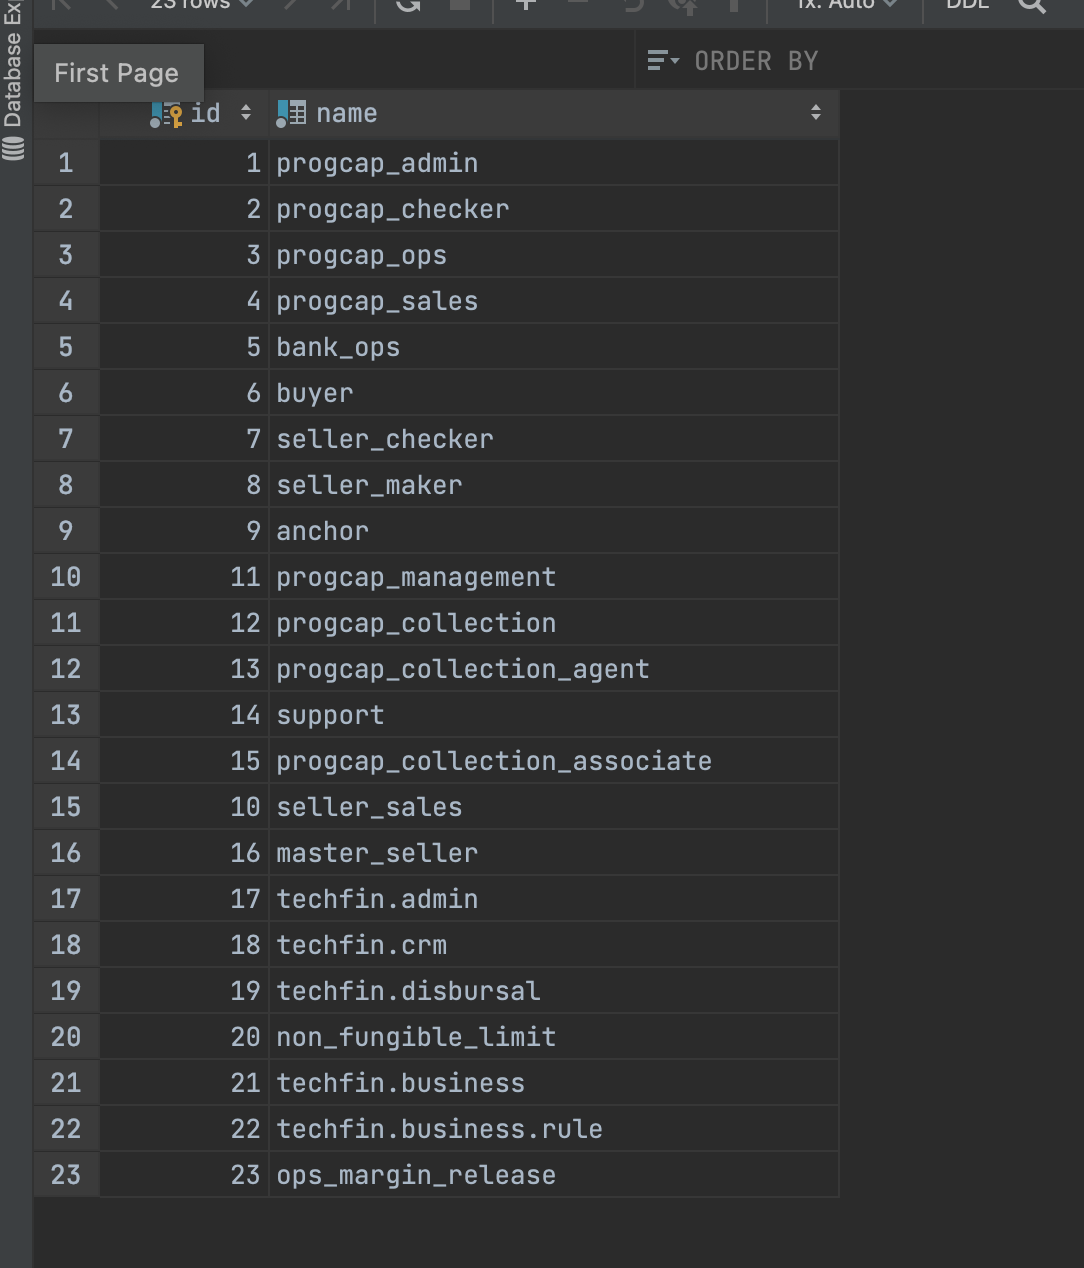 23 rows
Tx: Auto
DDL
Database Exp
First Page
ORDER BY
id name
1 1 progcap_admin
2 2 progcap_checker
3 3 progcap_ops
4 4 progcap_sales
5 5 bank_ops
6 6 buyer
7 7 seller_checker
8 8 seller_maker
9 9 anchor
10 11 progcap_management
11 12 progcap_collection
12 13 progcap_collection_agent
13 14 support
14 15 progcap_collection_associate
15 10 seller_sales
16 16 master_seller
17 17 techfin.admin
18 18 techfin.crm
19 19 techfin.disbursal
20 20 non_fungible_limit
21 21 techfin.business
22 22 techfin.business.rule
23 23 ops_margin_release